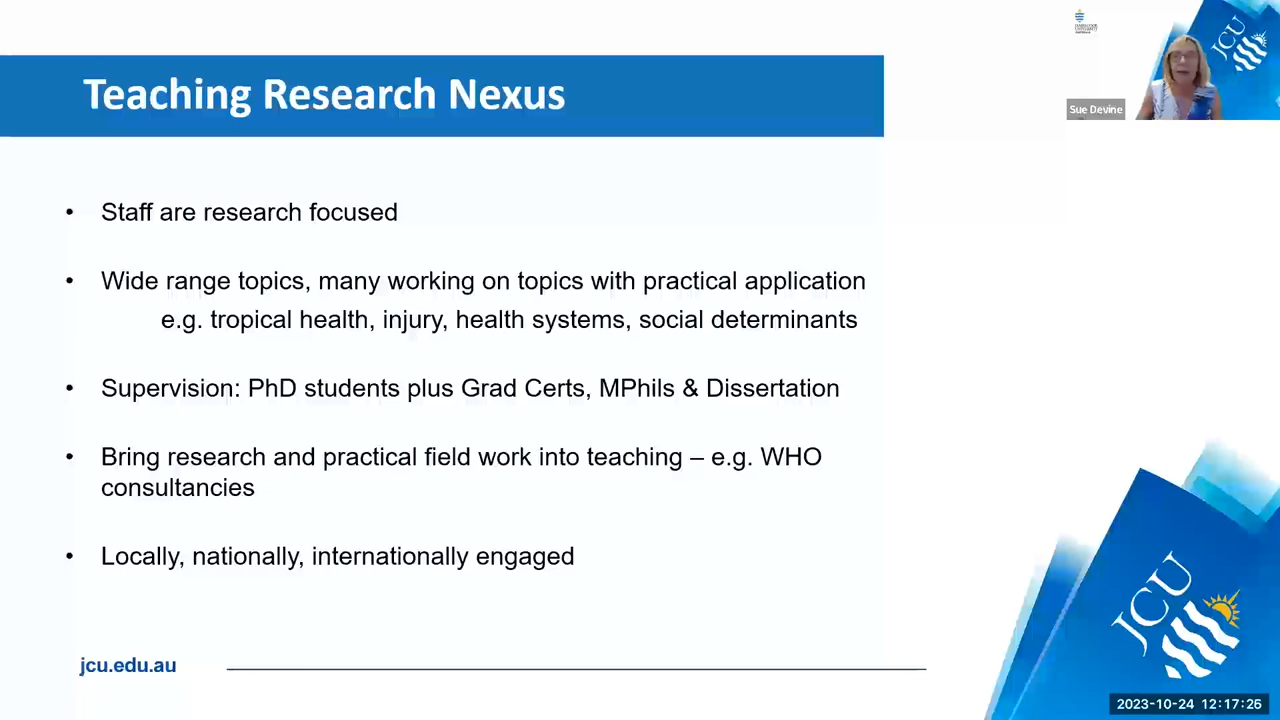 Teaching Research Nexus
Sue Devine
JCU
• Staff are research focused
• Wide range topics, many working on topics with practical application
e.g. tropical health, injury, health systems, social determinants
• Supervision: PhD students plus Grad Certs, MPhils & Dissertation
• Bring research and practical field work into teaching – e.g. WHO
consultancies
• Locally, nationally, internationally engaged
JCU
jcu.edu.au
2023-10-24 12:17:26